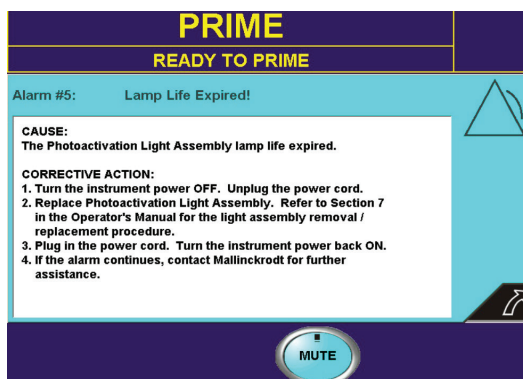 PRIME
READY TO PRIME
Alarm #5: Lamp Life Expired!
CAUSE:
The Photoactivation Light Assembly lamp life expired.
CORRECTIVE ACTION:
1. Turn the instrument power OFF. Unplug the power cord.
2. Replace Photoactivation Light Assembly. Refer to Section 7
in the Operator's Manual for the light assembly removal /
replacement procedure.
3. Plug in the power cord. Turn the instrument power back ON.
4. If the alarm continues, contact Mallinckrodt for further
assistance.
MUTE